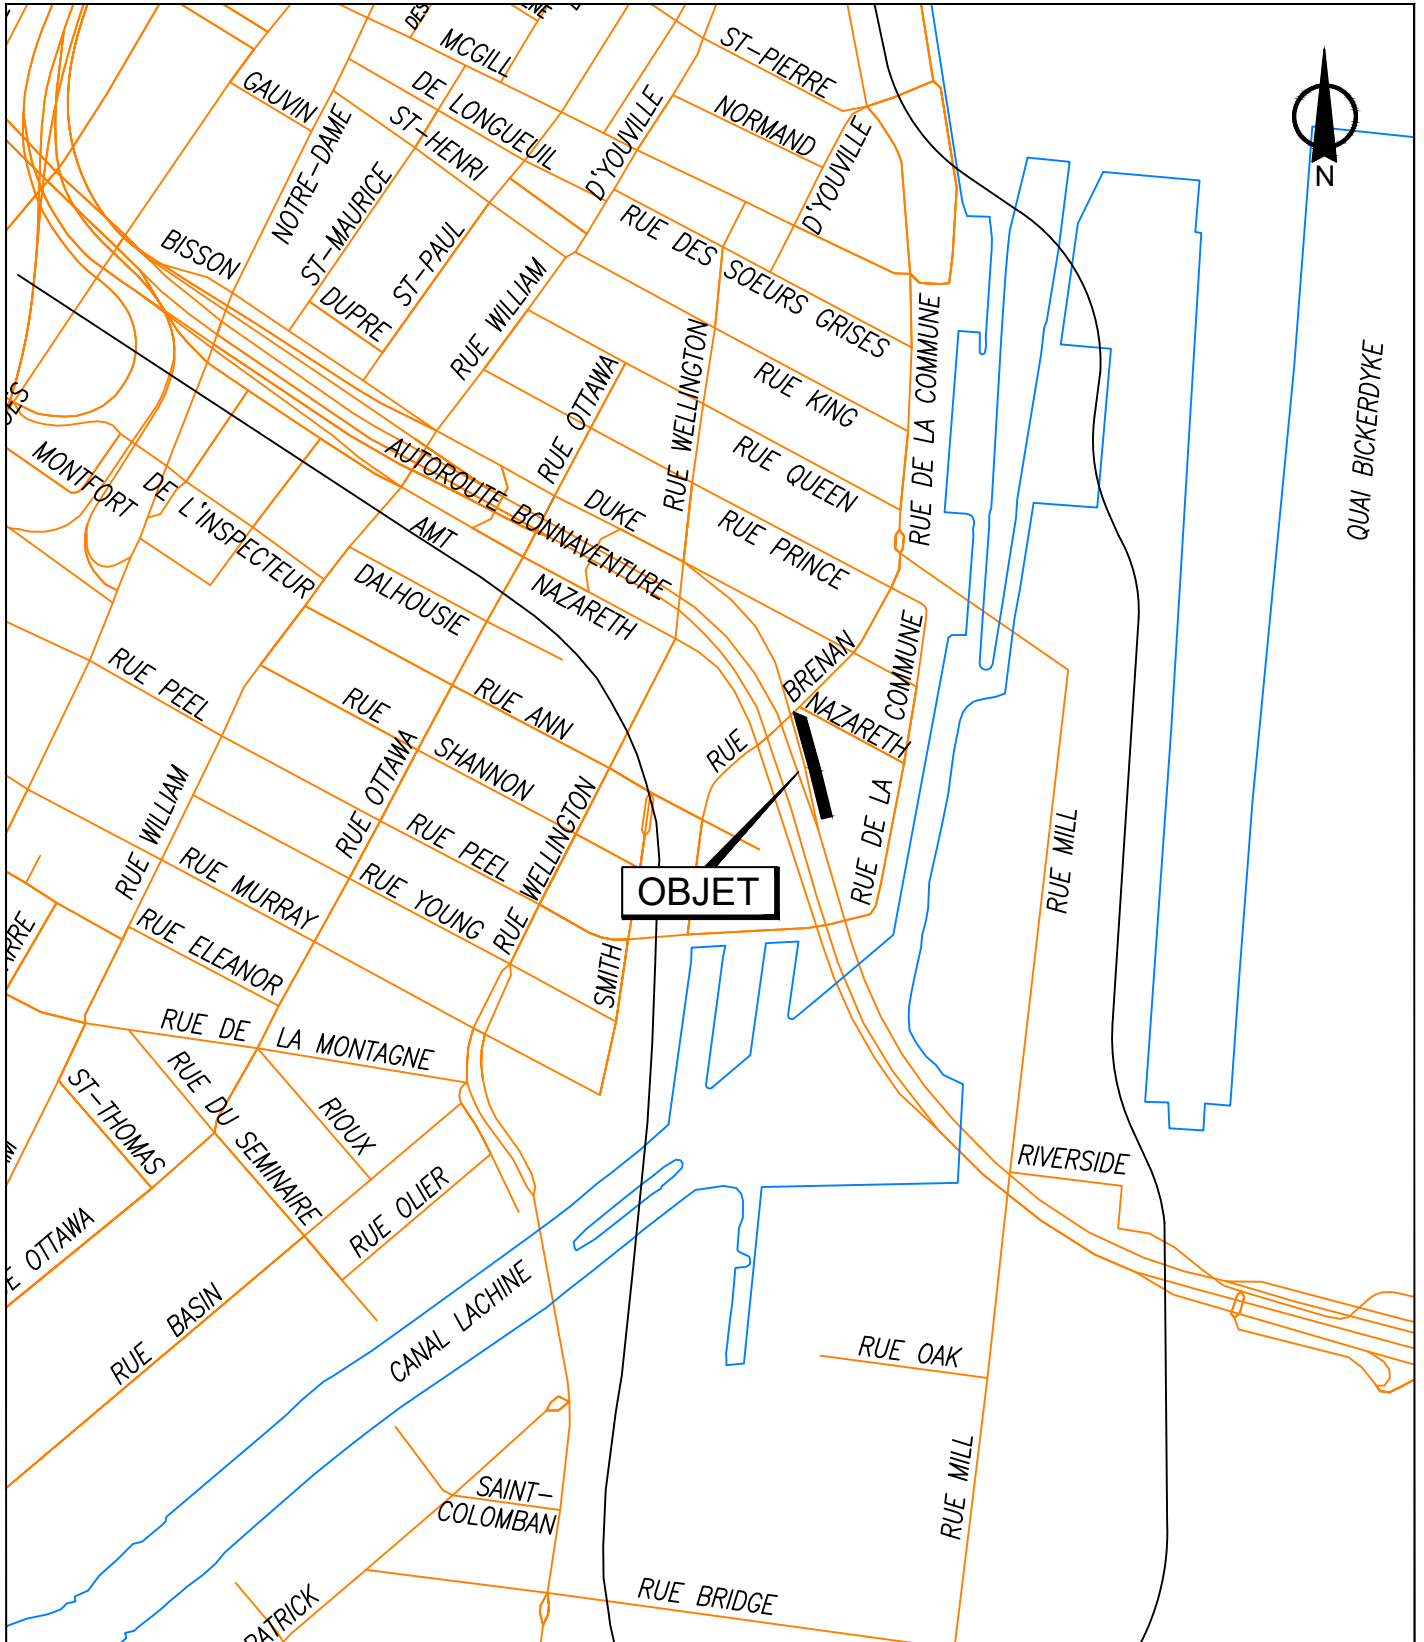 ST-PIERRE
MCGILL
GAUVIN
DE LONGUEUIL
ST-HENRI
NORMAND
D'YOUVILLE
D'YOUVILLE
NOTRE-DAME
ST-MAURICE
ST-PAUL
BISSON
DUPRE
RUE WILLIAM
RUE DES SOEURS GRISES
RUE DE LA COMMUNE
RUE WELLINGTON
RUE OTTAWA
RUE KING
RUE QUEEN
RUE PRINCE
QUAI BICKERDYKE
N
MONTFORT
DE L'INSPECTEUR
AUTOROUTE BONNAVENTURE
AMT
DUKE
DALHOUSIE
NAZARETH
RUE PEEL
RUE SHANNON
RUE ANN
RUE BRENAN
NAZARETH
RUE DE LA COMMUNE
RUE WILLIAM
RUE OTTAWA
RUE WELLINGTON
RUE PEEL
RUE MURRAY
RUE YOUNG
OBJET
RUE MILL
RUE ELEANOR
SMITH
RUE DE LA MONTAGNE
ST-THOMAS
RUE DU SEMINAIRE
RIOUX
RUE OLIER
RIVERSIDE
E OTTAWA
RUE BASIN
CANAL LACHINE
RUE OAK
RUE MILL
SAINT-
COLOMBAN
RUE BRIDGE
PATRICK